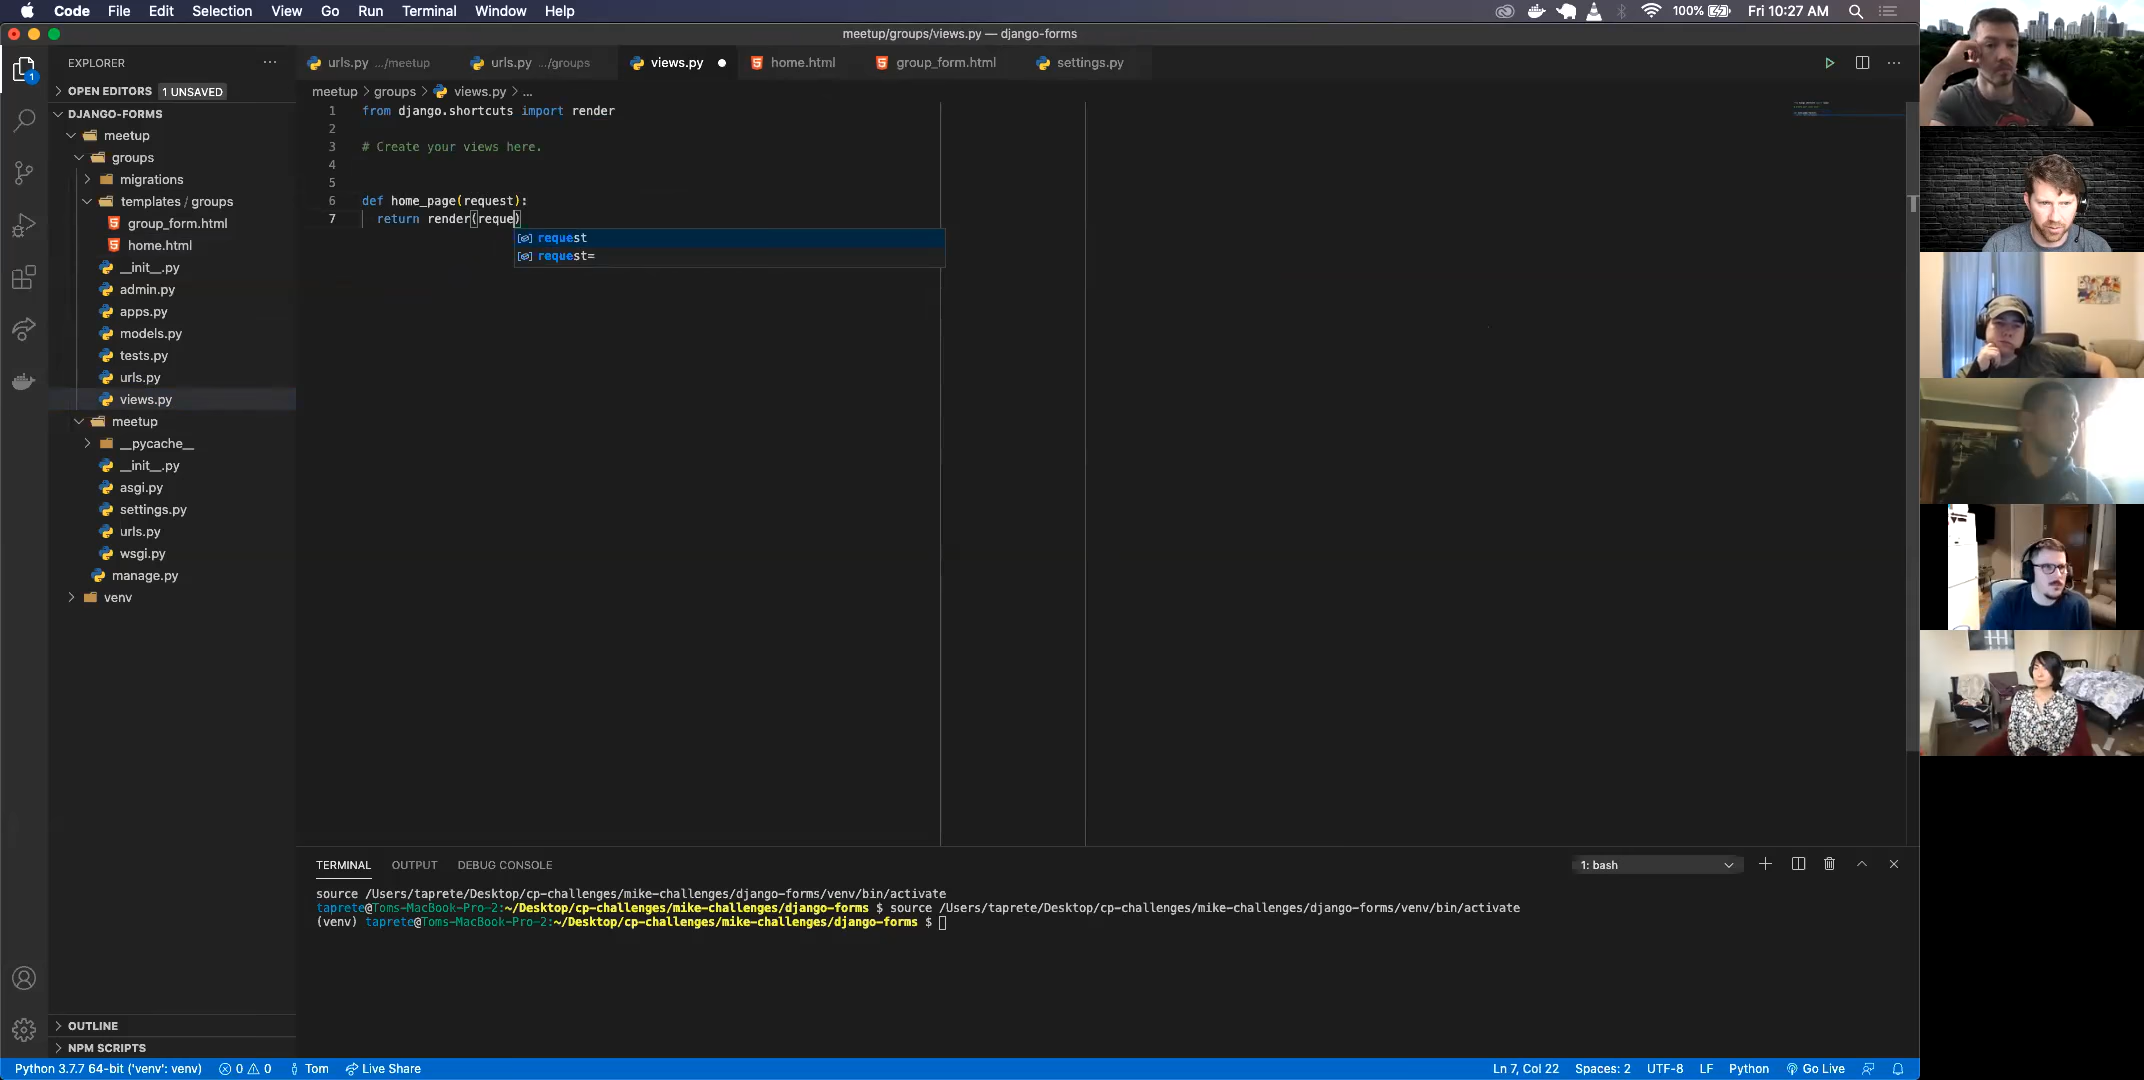 Code File Edit Selection View Go Run Terminal Window Help
100% Fri 10:27 AM
meetup/groups/views.py — django-forms
EXPLORER
urls.py .../meetup
urls.py .../groups
views.py
home.html
group_form.html
settings.py
1
OPEN EDITORS 1 UNSAVED
meetup > groups > views.py > ...
DJANGO-FORMS
meetup
groups
migrations
templates / groups
group_form.html
home.html
__init__.py
admin.py
apps.py
models.py
tests.py
urls.py
views.py
meetup
__pycache__
__init__.py
asgi.py
settings.py
urls.py
wsgi.py
manage.py
venv
OUTLINE
NPM SCRIPTS
1 from django.shortcuts import render
2
3 # Create your views here.
4
5
6 def home_page(request):
7 return render(reque)
request
request=
TERMINAL OUTPUT DEBUG CONSOLE
1: bash
source /Users/taprete/Desktop/cp-challenges/mike-challenges/django-forms/venv/bin/activate
taprete@Toms-MacBook-Pro-2:~/Desktop/cp-challenges/mike-challenges/django-forms $ source /Users/taprete/Desktop/cp-challenges/mike-challenges/django-forms/venv/bin/activate
(venv) taprete@Toms-MacBook-Pro-2:~/Desktop/cp-challenges/mike-challenges/django-forms $
Python 3.7.7 64-bit ('venv': venv) 0 0 Tom Live Share
Ln 7, Col 22 Spaces: 2 UTF-8 LF Python Go Live